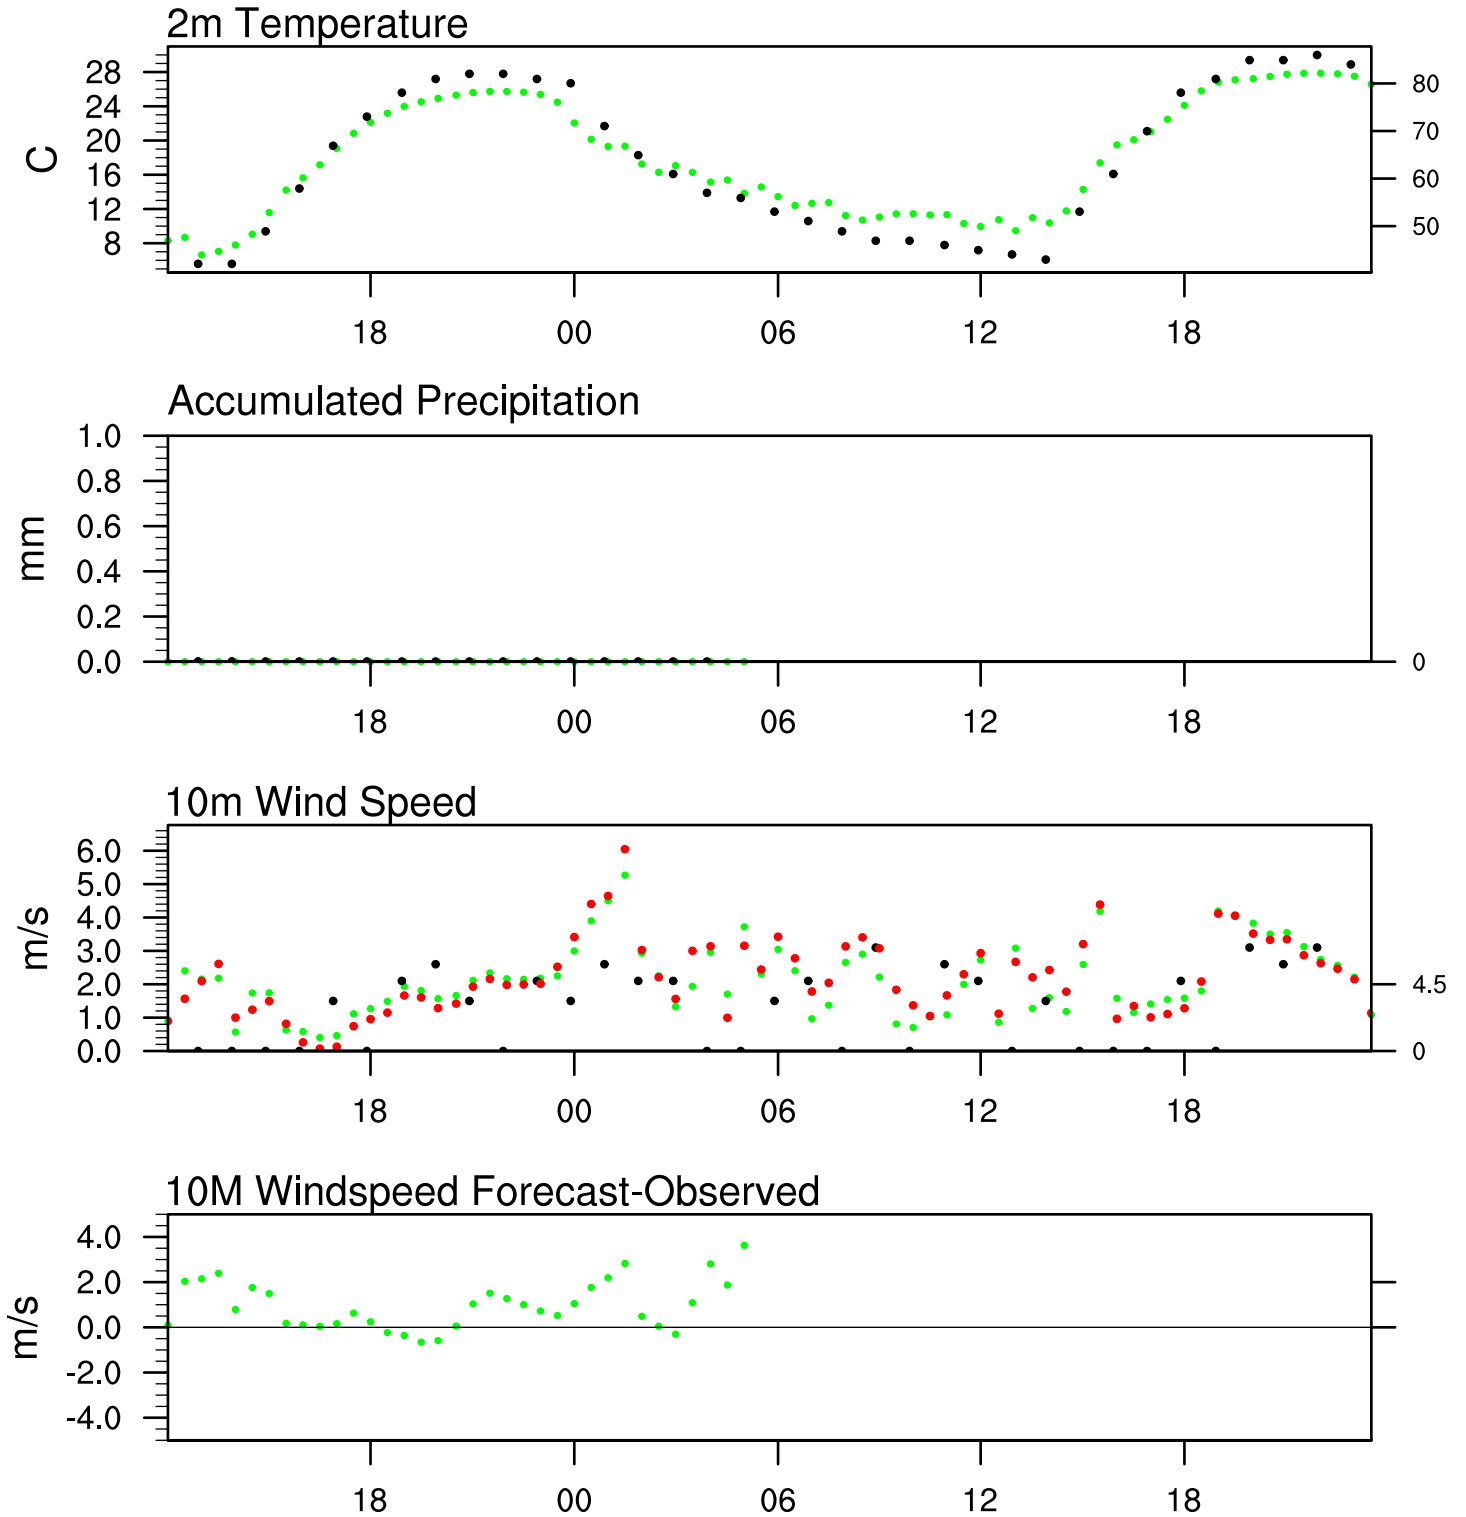 2m Temperature
28
24
20
16
12
8
C
80
70
60
50
18 00 06 12 18
Accumulated Precipitation
1.0
0.8
0.6
0.4
0.2
0.0
mm
0
18 00 06 12 18
10m Wind Speed
6.0
5.0
4.0
3.0
2.0
1.0
0.0
m/s
4.5
0
18 00 06 12 18
10M Windspeed Forecast-Observed
4.0
2.0
0.0
-2.0
-4.0
m/s
18 00 06 12 18